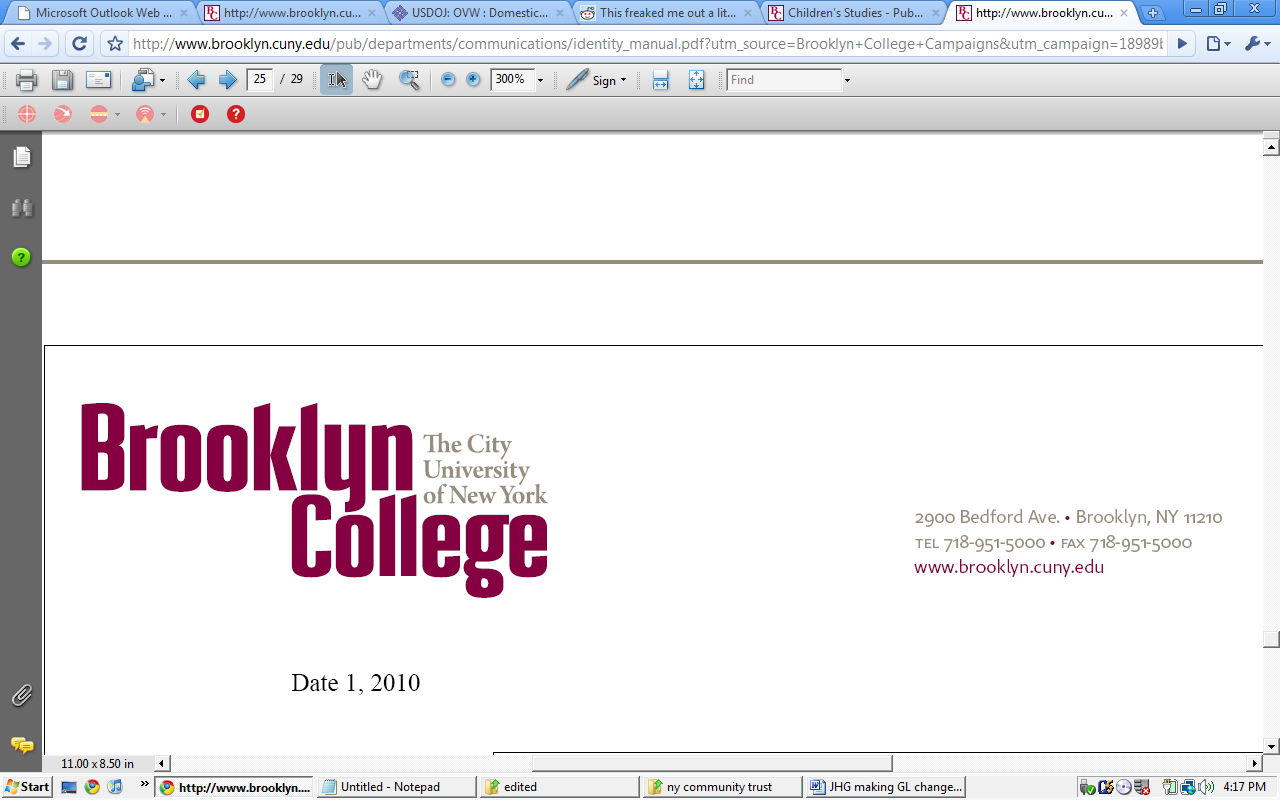 Microsoft Outlook Web ...
http://www.brooklyn.cu...
USDOJ: OVW : Domestic...
This freaked me out a lit...
Children's Studies - Pub...
http://www.brooklyn.cu...
http://www.brooklyn.cuny.edu/pub/departments/communications/identity_manual.pdf?utm_source=Brooklyn+College+Campaigns&utm_campaign=18989b
25 / 29
300%
Sign
Find
Brooklyn
College
The City
University
of New York
2900 Bedford Ave. • Brooklyn, NY 11210
TEL 718-951-5000 • FAX 718-951-5000
www.brooklyn.cuny.edu
Date 1, 2010
11.00 x 8.50 in
Start
http://www.brooklyn....
Untitled - Notepad
edited
ny community trust
JHG making GL change...
4:17 PM